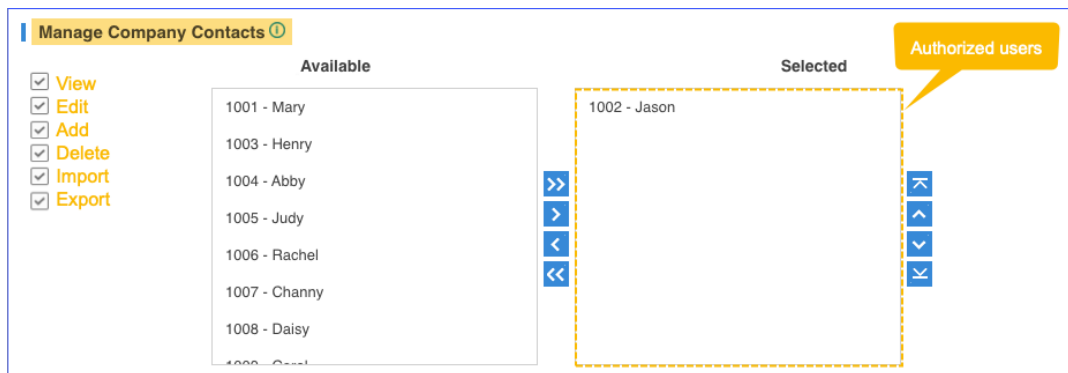 Manage Company Contacts
Authorized users
Available
Selected
View
Edit
Add
Delete
Import
Export
1001 - Mary
1003 - Henry
1004 - Abby
1005 - Judy
1006 - Rachel
1007 - Channy
1008 - Daisy
1002 - Jason